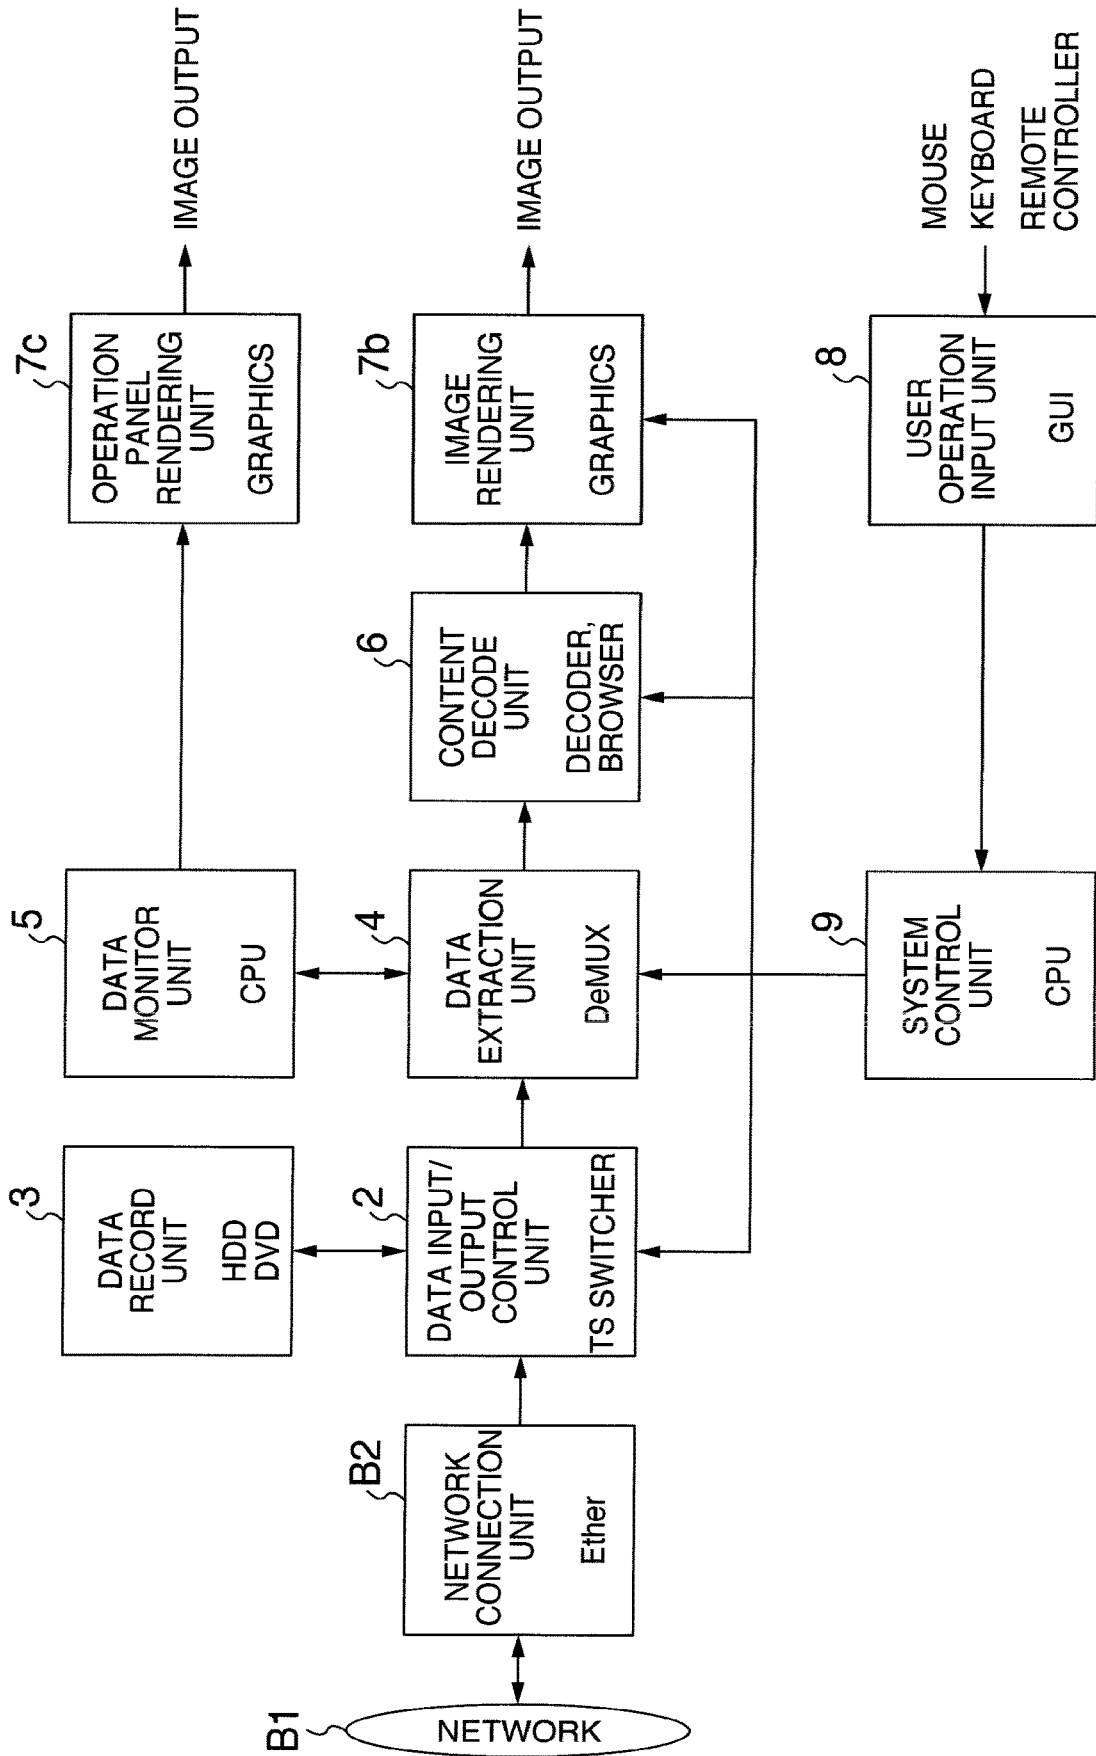 B1
NETWORK
B2
NETWORK
CONNECTION
UNIT
Ether
3
DATA
RECORD
UNIT
HDD
DVD
2
DATA INPUT/
OUTPUT
CONTROL
UNIT
TS SWITCHER
5
DATA
MONITOR
UNIT
CPU
4
DATA
EXTRACTION
UNIT
DeMUX
9
SYSTEM
CONTROL
UNIT
CPU
6
CONTENT
DECODE
UNIT
DECODER,
BROWSER
7c
OPERATION
PANEL
RENDERING
UNIT
GRAPHICS
7b
IMAGE
RENDERING
UNIT
GRAPHICS
8
USER
OPERATION
INPUT UNIT
GUI
IMAGE OUTPUT
IMAGE OUTPUT
MOUSE
KEYBOARD
REMOTE
CONTROLLER